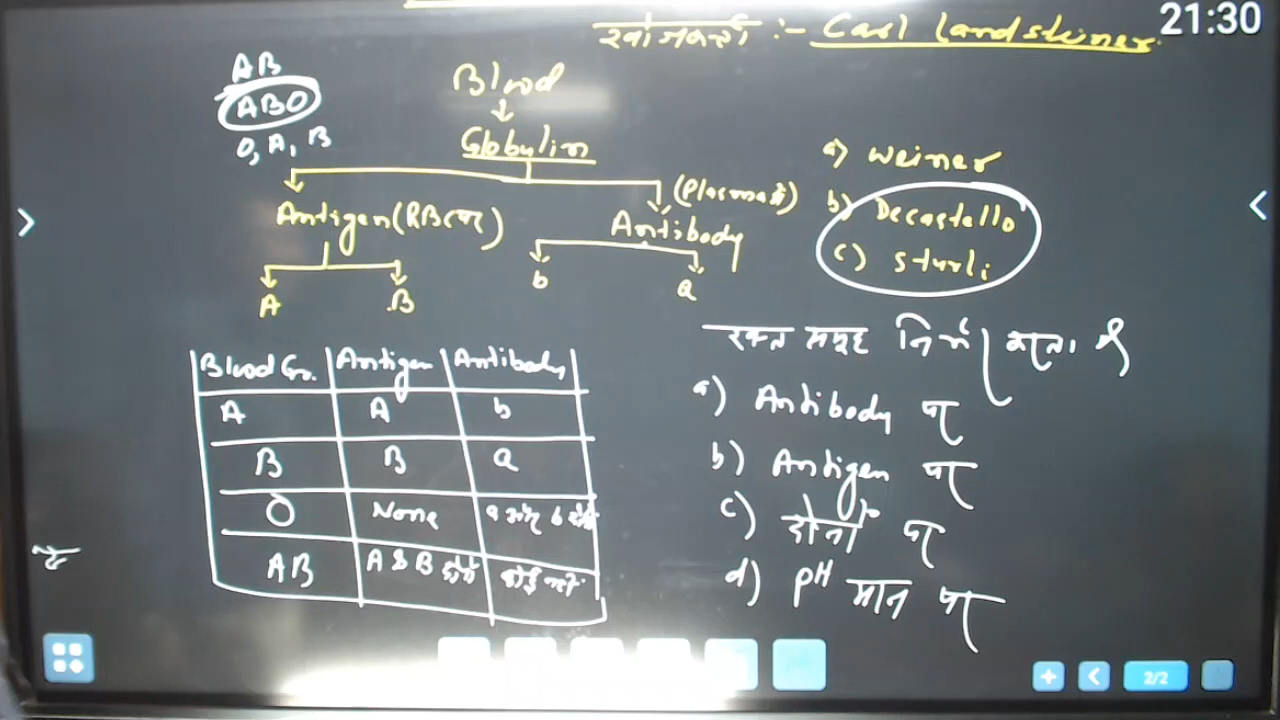 खोजकर्ता :- Carl landsteiner
21:30
AB
ABO
O, A, B
Blood
Globulin
Antigen (RBC पर)
(Plasma में)
Antibody
A
B
b
a
a) Weiner
b) Decastallo
c) Sturli
Blood Gr. Antigen Antibody
A A b
B B a
O None a और b दोनों
AB A & B दोनों कोई नहीं
रक्त समूह निर्भर करता है
a) Antibody पर
b) Antigen पर
c) दोनों पर
d) pH मान पर
2/2